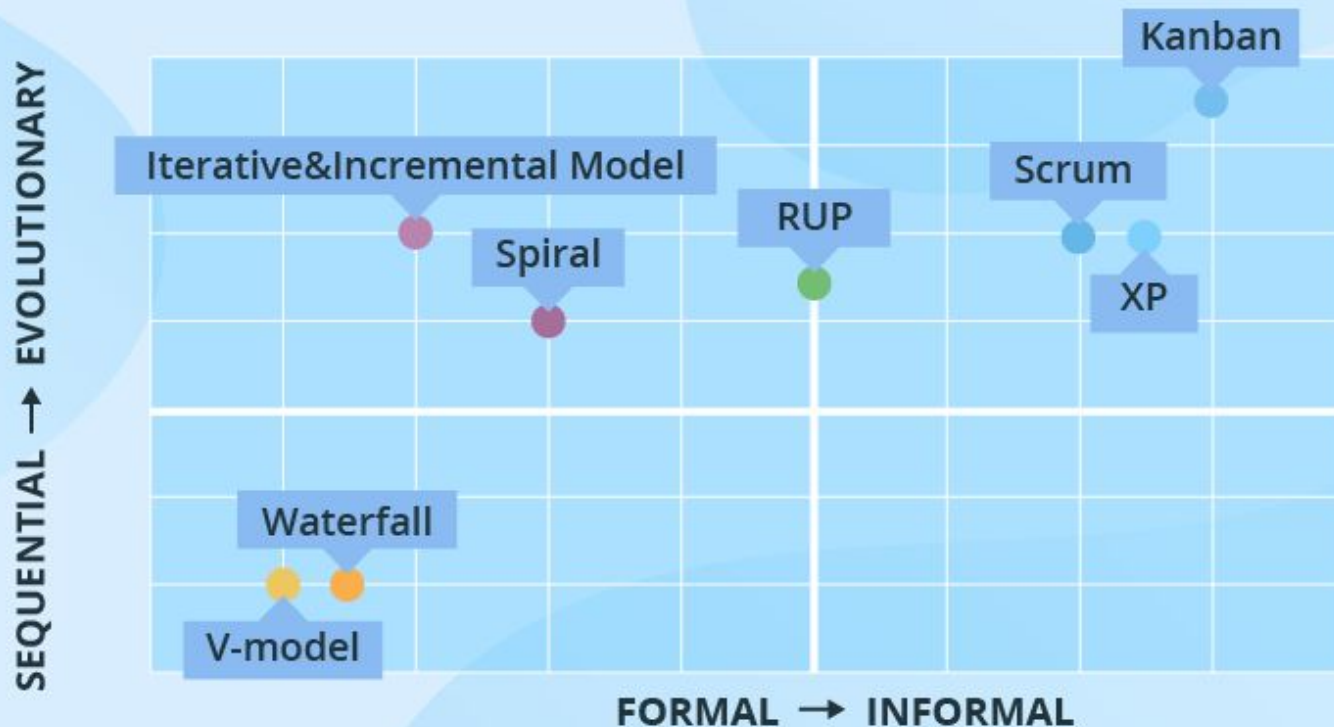 Kanban
Iterative&Incremental Model
Scrum
RUP
Spiral
XP
Waterfall
V-model
SEQUENTIAL → EVOLUTIONARY
FORMAL → INFORMAL